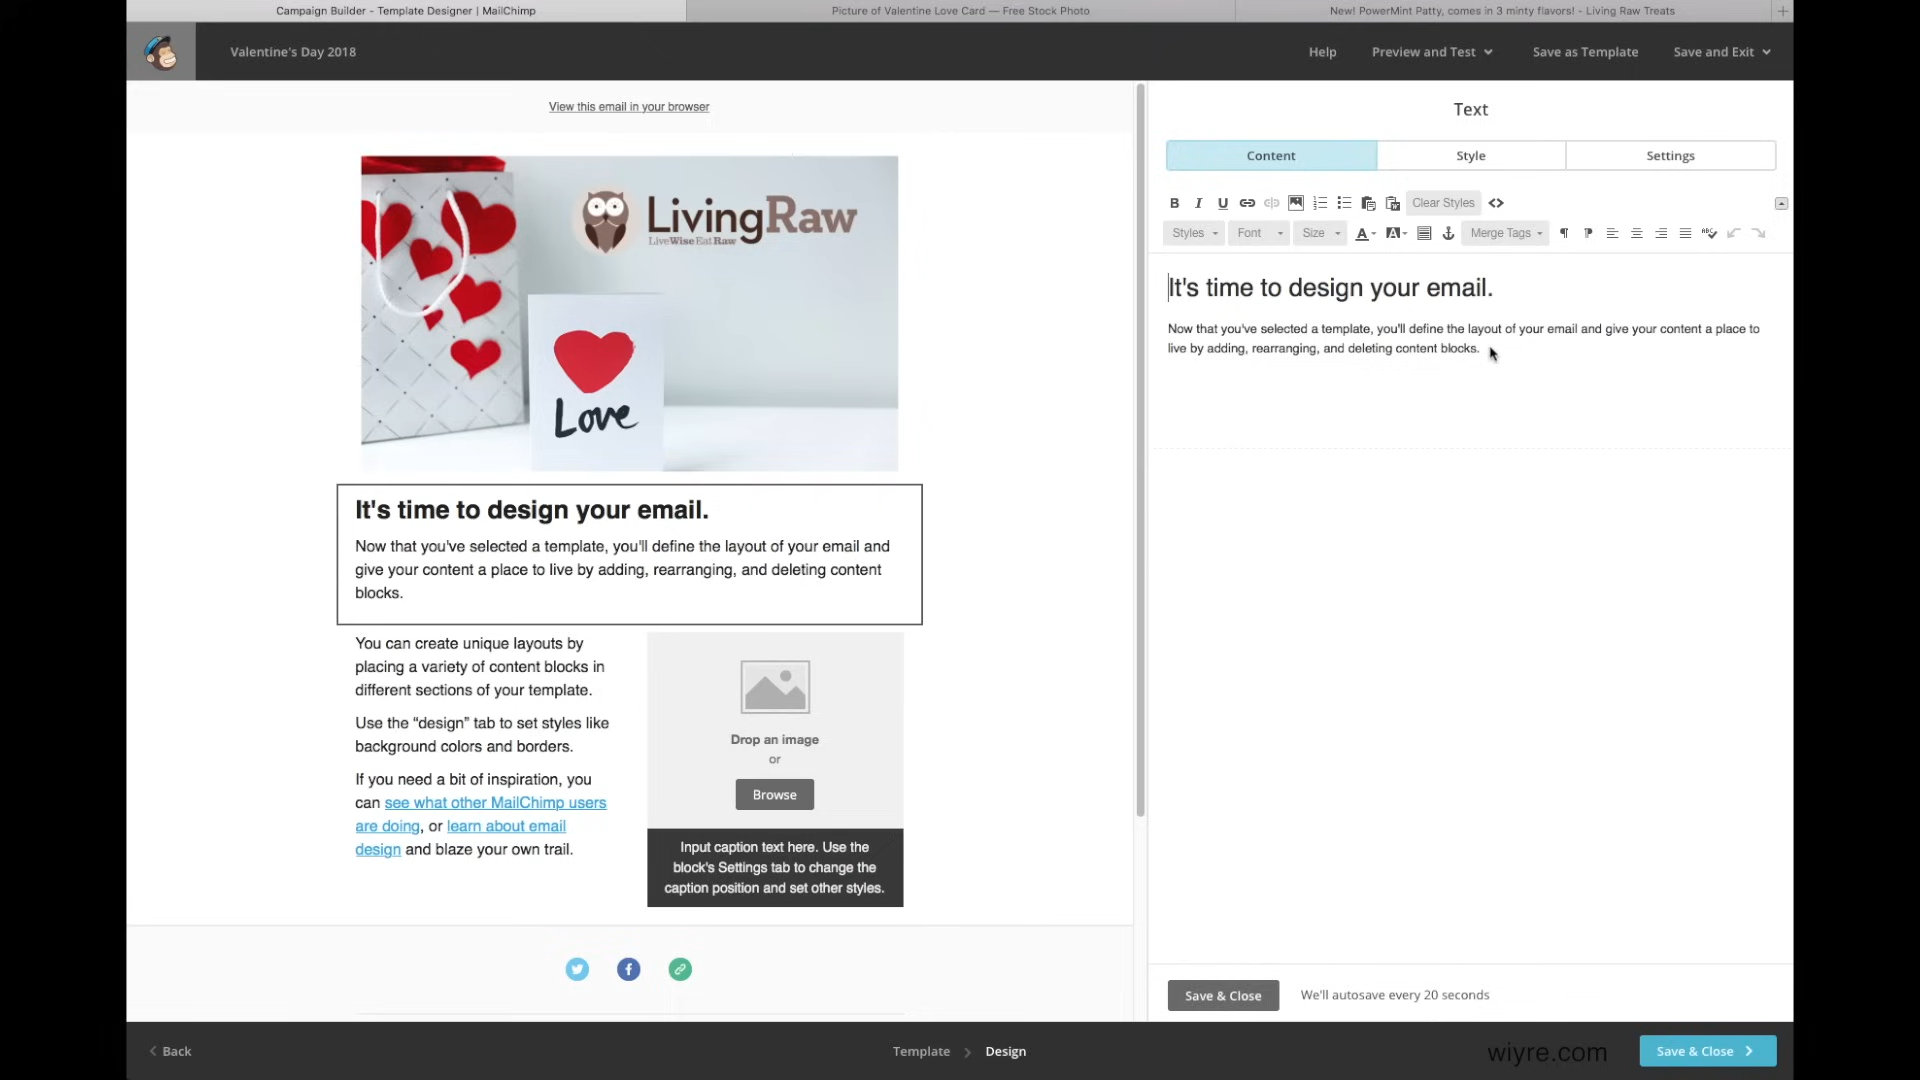 Campaign Builder - Template Designer | MailChimp
Picture of Valentine Love Card — Free Stock Photo
New! PowerMint Patty, comes in 3 minty flavors! - Living Raw Treats
Valentine's Day 2018
Help
Preview and Test
Save as Template
Save and Exit
View this email in your browser
LivingRaw
LiveWise EatRaw
Love
It's time to design your email.
Now that you've selected a template, you'll define the layout of your email and
give your content a place to live by adding, rearranging, and deleting content
blocks.
You can create unique layouts by
placing a variety of content blocks in
different sections of your template.
Use the “design” tab to set styles like
background colors and borders.
If you need a bit of inspiration, you
can see what other MailChimp users
are doing, or learn about email
design and blaze your own trail.
Drop an image
or
Browse
Input caption text here. Use the
block's Settings tab to change the
caption position and set other styles.
Text
Content
Style
Settings
B I U Clear Styles
Styles Font Size A A Merge Tags
It's time to design your email.
Now that you've selected a template, you'll define the layout of your email and give your content a place to
live by adding, rearranging, and deleting content blocks.
Save & Close
We'll autosave every 20 seconds
Back
Template
Design
wiyre.com
Save & Close